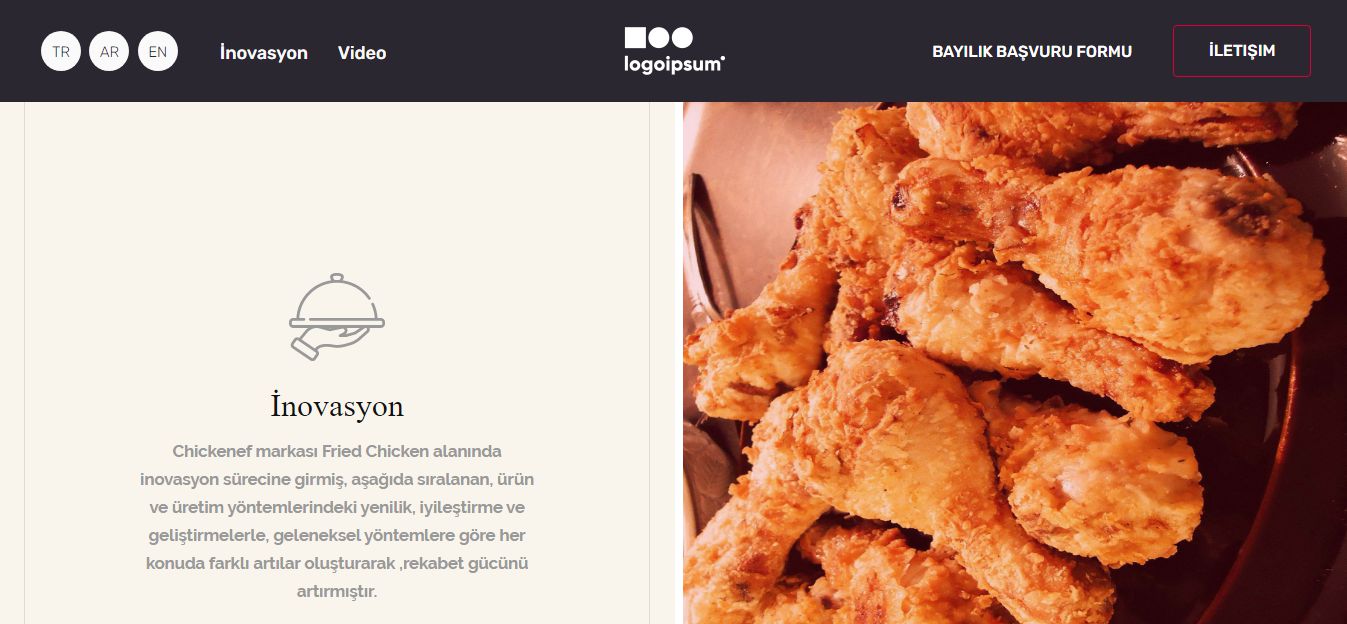 TR AR EN İnovasyon Video logoipsum BAYILIK BAŞVURU FORMU İLETIŞIM
İnovasyon
Chickenef markası Fried Chicken alanında
inovasyon sürecine girmiş, aşağıda sıralanan, ürün
ve üretim yöntemlerindeki yenilik, iyileştirme ve
geliştirmelerle, geleneksel yöntemlere göre her
konuda farklı artılar oluşturarak ,rekabet gücünü
artırmıştır.